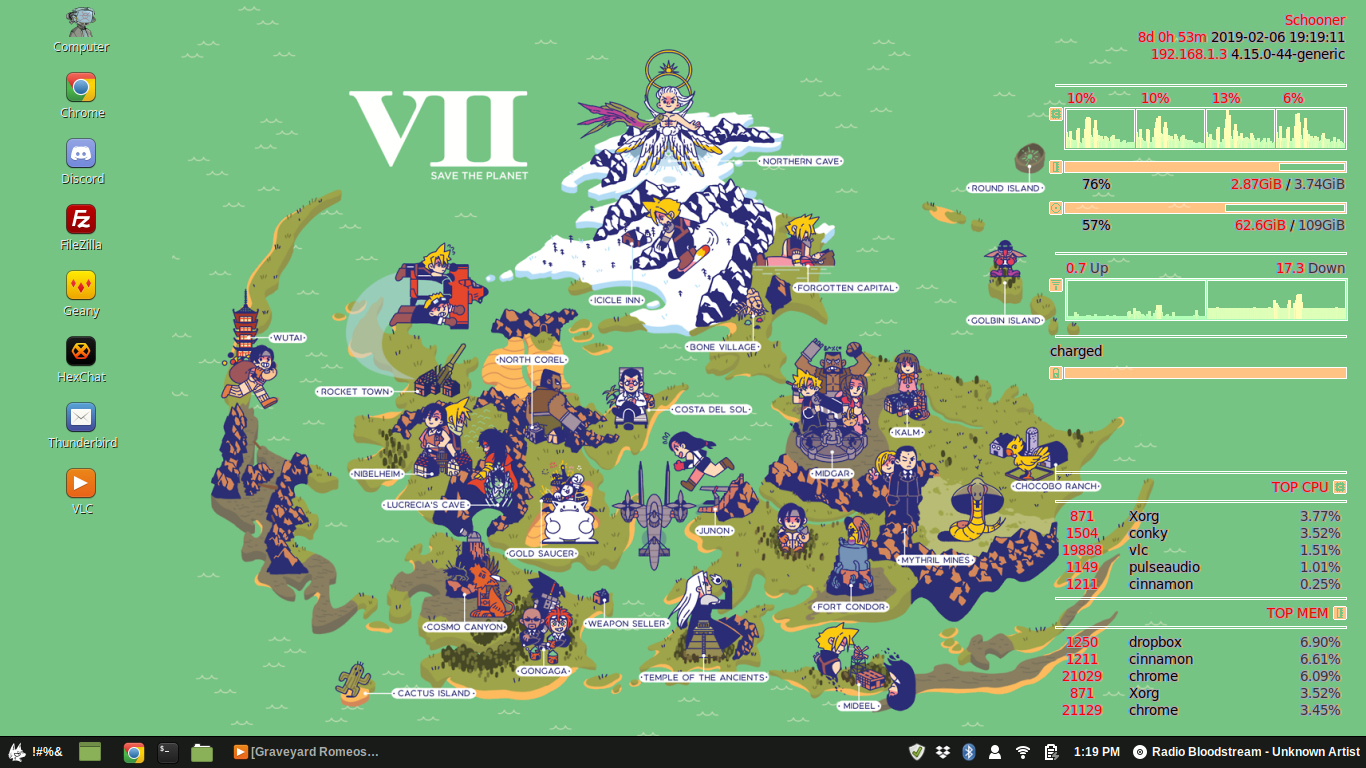 Computer
Chrome
Discord
FileZilla
Geany
HexChat
Thunderbird
VLC
VII
SAVE THE PLANET
NORTHERN CAVE
ROUND ISLAND
ICICLE INN
FORGOTTEN CAPITAL
GOLBIN ISLAND
BONE VILLAGE
WUTAI
NORTH COREL
ROCKET TOWN
COSTA DEL SOL
KALM
NIBELHEIM
MIDGAR
CHOCOBO RANCH
LUCRECIA'S CAVE
JUNON
GOLD SAUCER
MYTHRIL MINES
FORT CONDOR
COSMO CANYON
WEAPON SELLER
GONGAGA
TEMPLE OF THE ANCIENTS
CACTUS ISLAND
MIDEEL
Schooner
8d 0h 53m 2019-02-06 19:19:11
192.168.1.3 4.15.0-44-generic
10% 10% 13% 6%
76% 2.87GiB / 3.74GiB
57% 62.6GiB / 109GiB
0.7 Up 17.3 Down
charged
TOP CPU
871 Xorg 3.77%
1504 conky 3.52%
19888 vlc 1.51%
1149 pulseaudio 1.01%
1211 cinnamon 0.25%
TOP MEM
1250 dropbox 6.90%
1211 cinnamon 6.61%
21029 chrome 6.09%
871 Xorg 3.52%
21129 chrome 3.45%
!#%& [Graveyard Romeos... 1:19 PM Radio Bloodstream - Unknown Artist